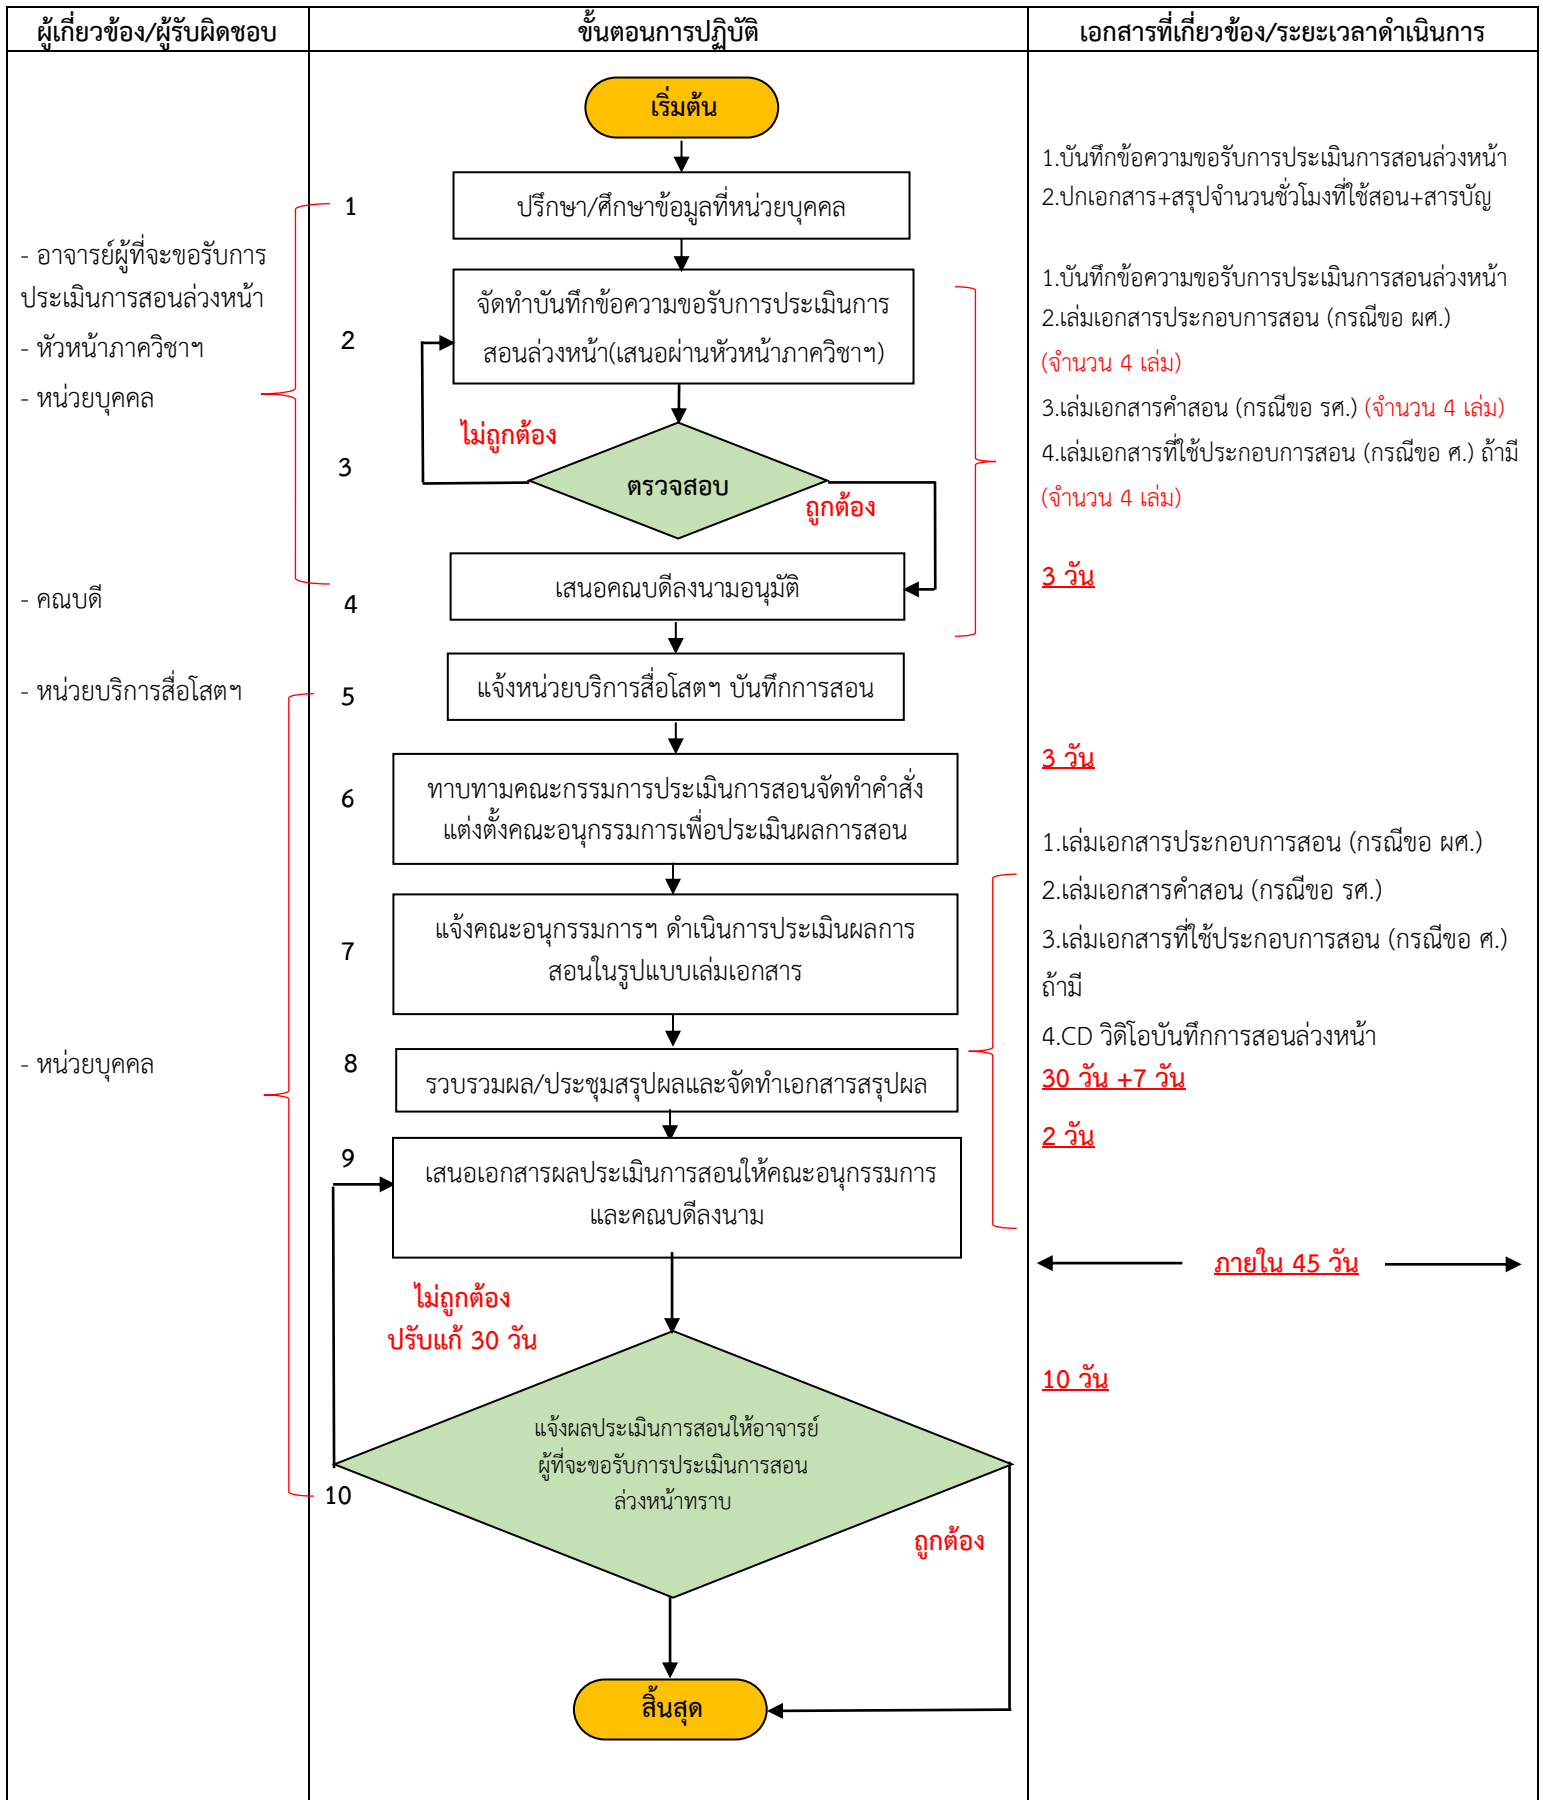 ผู้เกี่ยวข้อง/ผู้รับผิดชอบ
ขั้นตอนการปฏิบัติ
เอกสารที่เกี่ยวข้อง/ระยะเวลาดำเนินการ
- อาจารย์ผู้ที่จะขอรับการ
ประเมินการสอนล่วงหน้า
- หัวหน้าภาควิชาฯ
- หน่วยบุคคล
- คณบดี
- หน่วยบริการสื่อโสตฯ
- หน่วยบุคคล
เริ่มต้น
1
ปรึกษา/ศึกษาข้อมูลที่หน่วยบุคคล
2
จัดทำบันทึกข้อความขอรับการประเมินการ
สอนล่วงหน้า(เสนอผ่านหัวหน้าภาควิชาฯ)
ไม่ถูกต้อง
3
ตรวจสอบ
ถูกต้อง
4
เสนอคณบดีลงนามอนุมัติ
5
แจ้งหน่วยบริการสื่อโสตฯ บันทึกการสอน
6
ทาบทามคณะกรรมการประเมินการสอนจัดทำคำสั่ง
แต่งตั้งคณะอนุกรรมการเพื่อประเมินผลการสอน
7
แจ้งคณะอนุกรรมการฯ ดำเนินการประเมินผลการ
สอนในรูปแบบเล่มเอกสาร
8
รวบรวมผล/ประชุมสรุปผลและจัดทำเอกสารสรุปผล
9
เสนอเอกสารผลประเมินการสอนให้คณะอนุกรรมการ
และคณบดีลงนาม
ไม่ถูกต้อง
ปรับแก้ 30 วัน
แจ้งผลประเมินการสอนให้อาจารย์
ผู้ที่จะขอรับการประเมินการสอน
ล่วงหน้าทราบ
10
ถูกต้อง
สิ้นสุด
1.บันทึกข้อความขอรับการประเมินการสอนล่วงหน้า
2.ปกเอกสาร+สรุปจำนวนชั่วโมงที่ใช้สอน+สารบัญ
1.บันทึกข้อความขอรับการประเมินการสอนล่วงหน้า
2.เล่มเอกสารประกอบการสอน (กรณีขอ ผศ.)
(จำนวน 4 เล่ม)
3.เล่มเอกสารคำสอน (กรณีขอ รศ.) (จำนวน 4 เล่ม)
4.เล่มเอกสารที่ใช้ประกอบการสอน (กรณีขอ ศ.) ถ้ามี
(จำนวน 4 เล่ม)
3 วัน
3 วัน
1.เล่มเอกสารประกอบการสอน (กรณีขอ ผศ.)
2.เล่มเอกสารคำสอน (กรณีขอ รศ.)
3.เล่มเอกสารที่ใช้ประกอบการสอน (กรณีขอ ศ.)
ถ้ามี
4.CD วิดิโอบันทึกการสอนล่วงหน้า
30 วัน +7 วัน
2 วัน
ภายใน 45 วัน
10 วัน